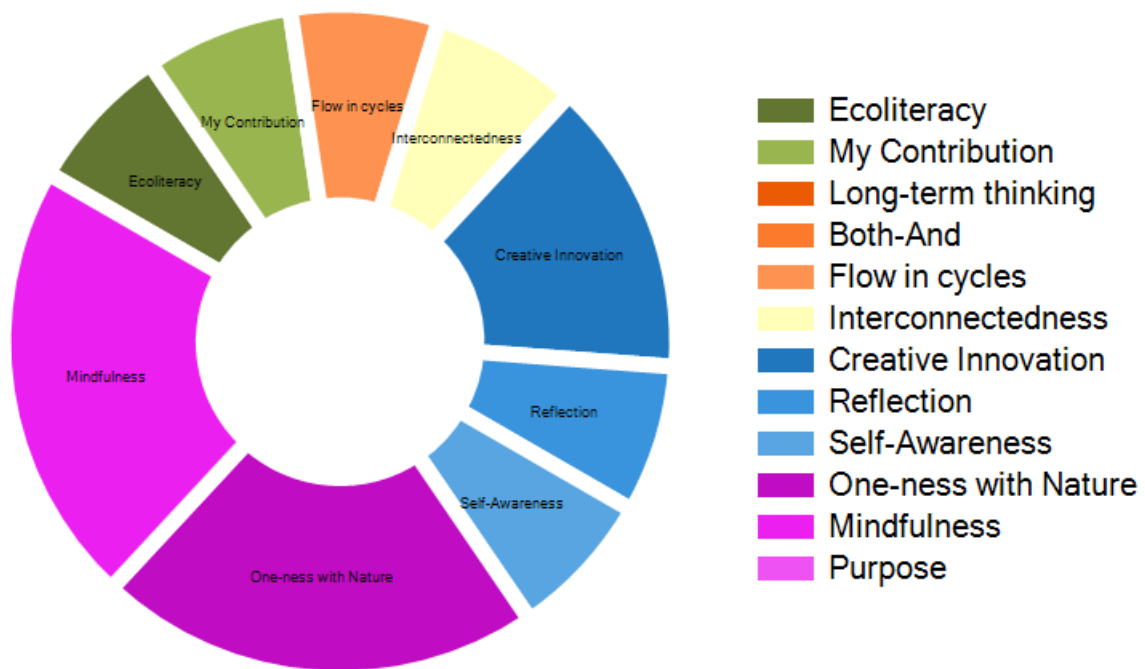 Flow in cycles
My Contribution
Interconnectedness
Ecoliteracy
Creative Innovation
Mindfulness
Reflection
Self-Awareness
One-ness with Nature
Ecoliteracy
My Contribution
Long-term thinking
Both-And
Flow in cycles
Interconnectedness
Creative Innovation
Reflection
Self-Awareness
One-ness with Nature
Mindfulness
Purpose